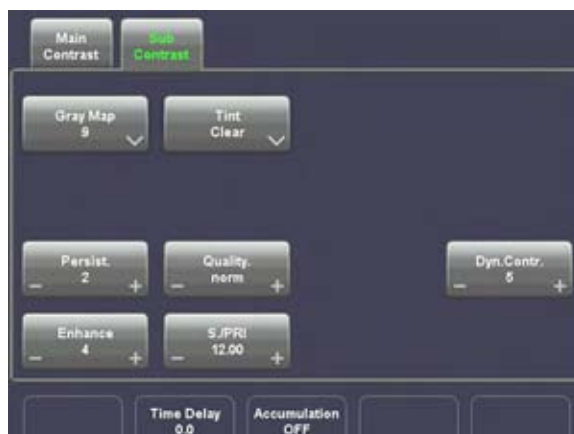 Main
Contrast
Sub
Contrast
Gray Map
9
Tint
Clear
Persist.
2
Quality.
norm
Dyn.Contr.
5
Enhance
4
S./PRI
12.00
Time Delay
0.0
Accumulation
OFF